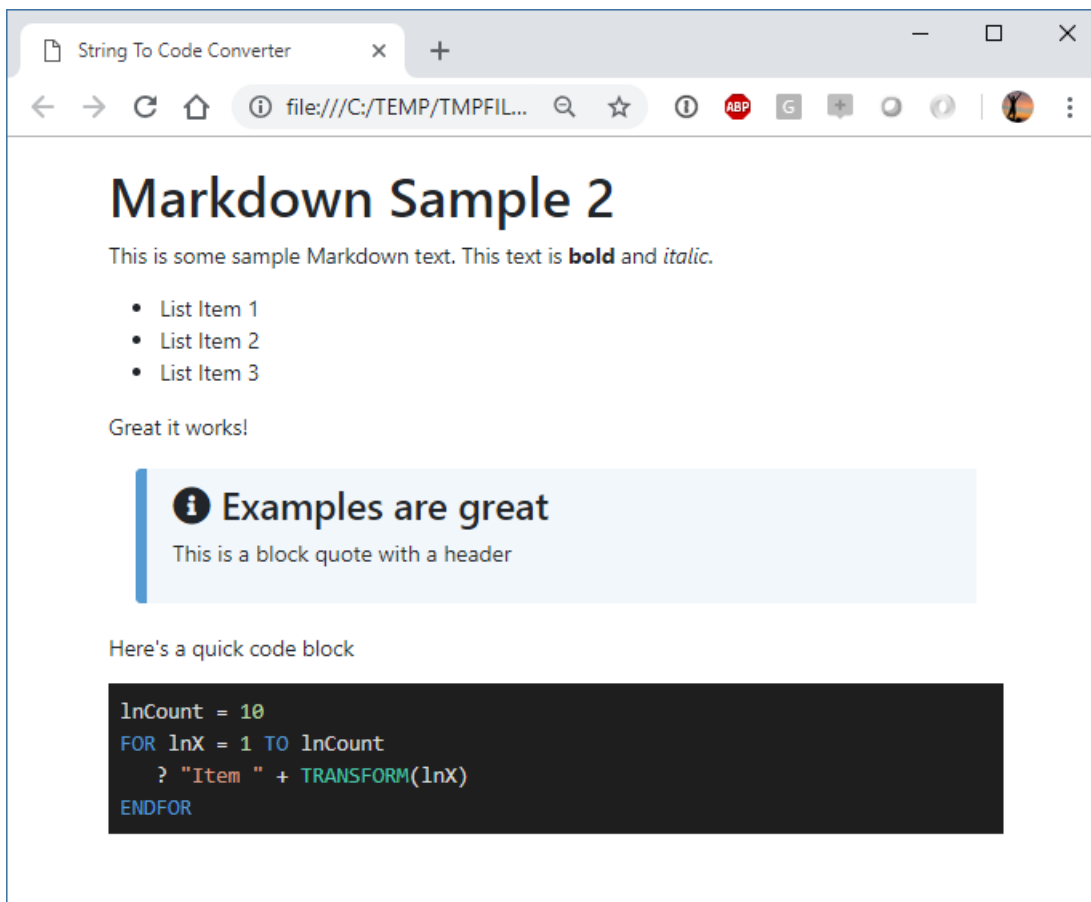 String To Code Converter
file:///C:/TEMP/TMPFIL...
ABP
G
Markdown Sample 2
This is some sample Markdown text. This text is bold and italic.
List Item 1
List Item 2
List Item 3
Great it works!
Examples are great
This is a block quote with a header
Here's a quick code block
lnCount = 10
FOR lnX = 1 TO lnCount
   ? "Item " + TRANSFORM(lnX)
ENDFOR